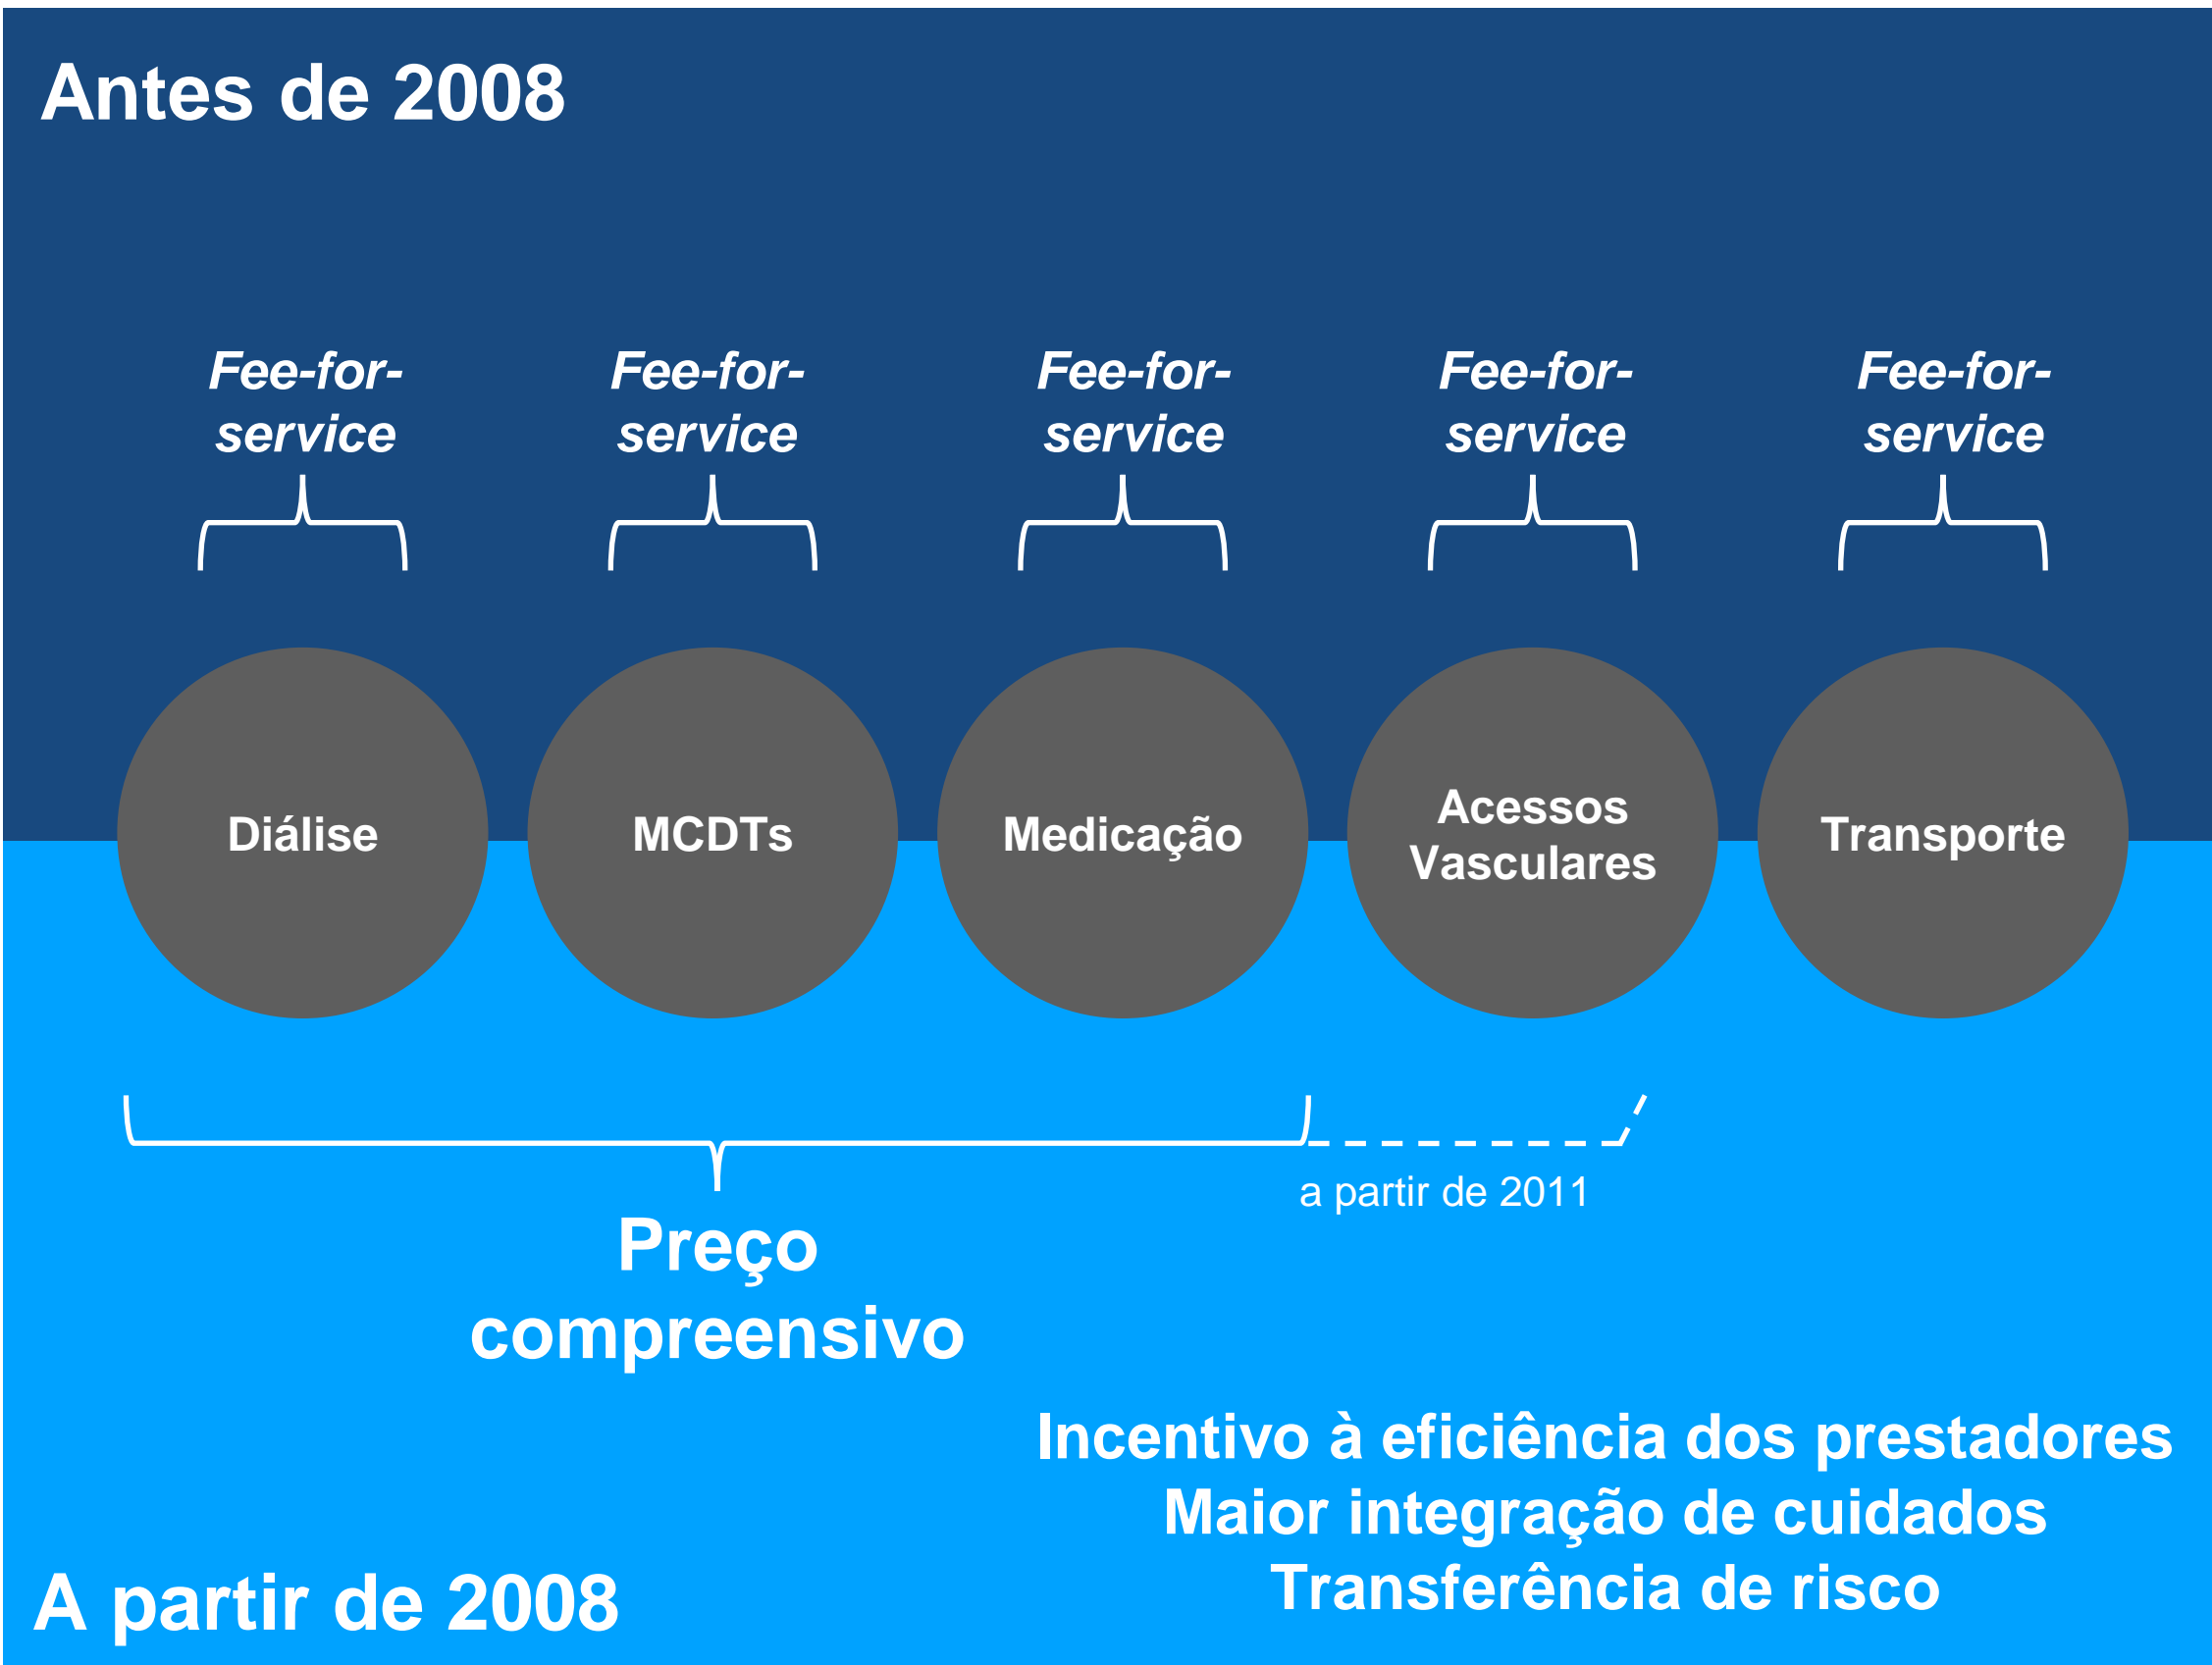 Antes de 2008
Fee-for-
service
Fee-for-
service
Fee-for-
service
Fee-for-
service
Fee-for-
service
Diálise
MCDTs
Medicação
Acessos
Vasculares
Transporte
a partir de 2011
Preço
compreensivo
Incentivo à eficiência dos prestadores
Maior integração de cuidados
Transferência de risco
A partir de 2008